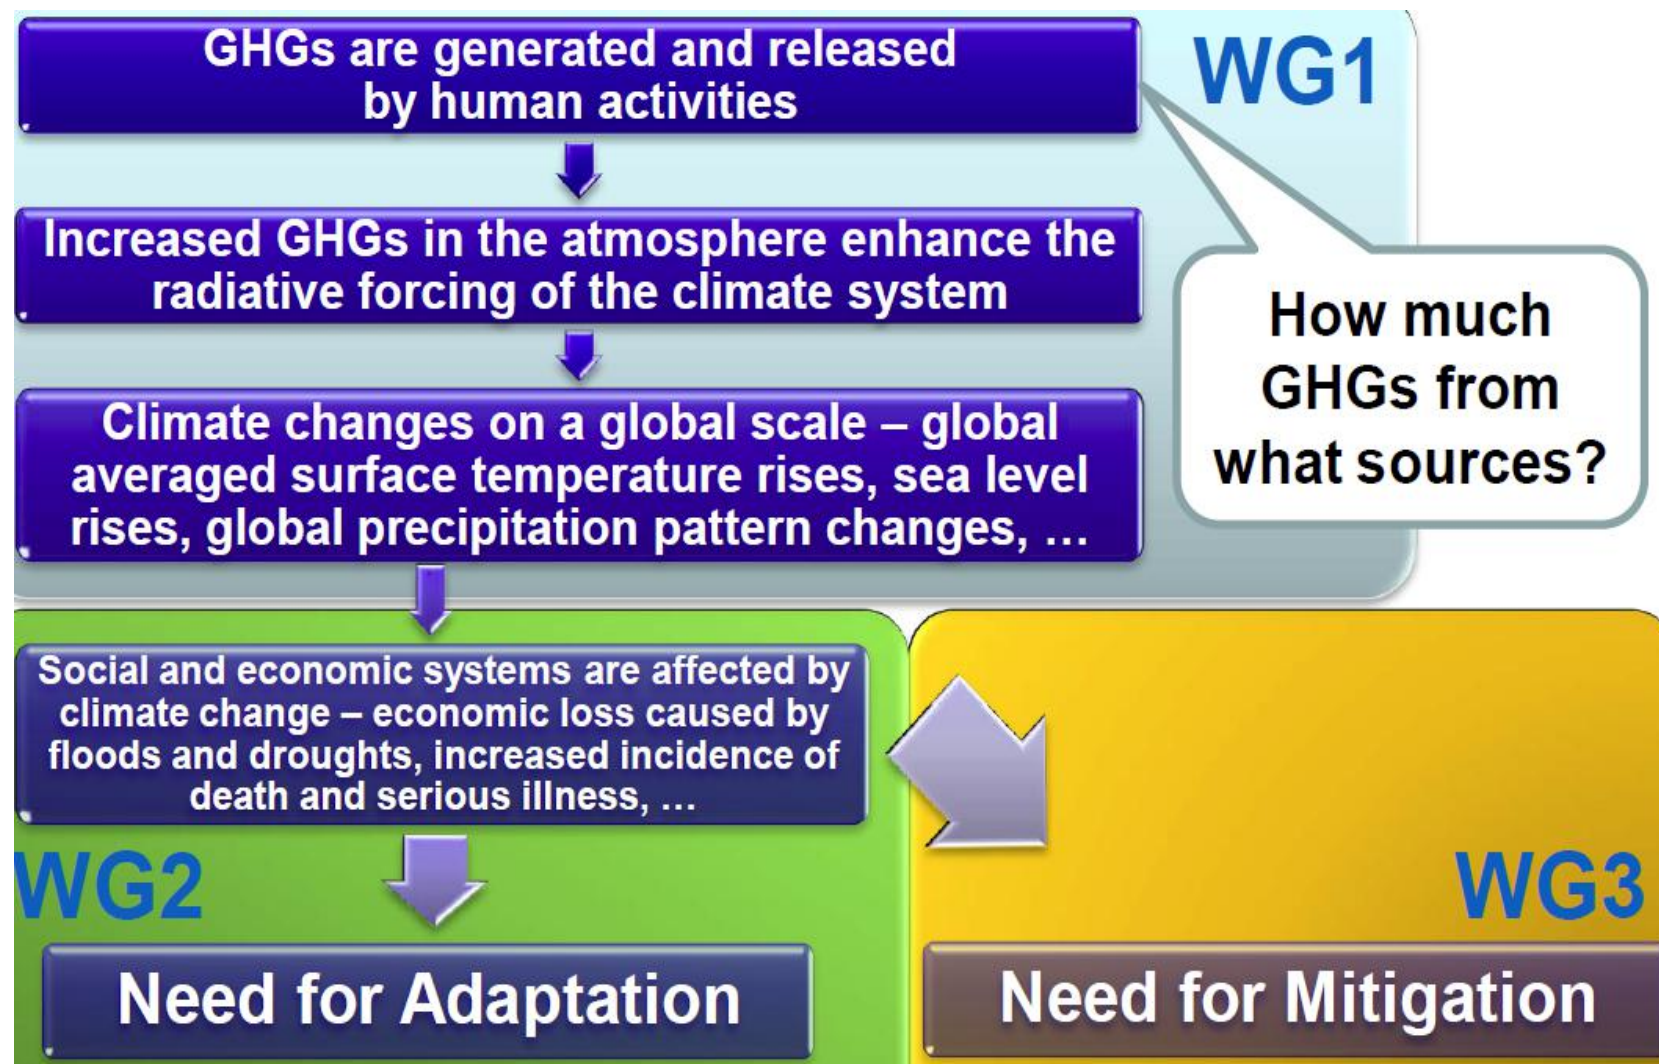 GHGs are generated and released
by human activities
WG1
Increased GHGs in the atmosphere enhance the
radiative forcing of the climate system
How much
GHGs from
what sources?
Climate changes on a global scale – global
averaged surface temperature rises, sea level
rises, global precipitation pattern changes, …
Social and economic systems are affected by
climate change – economic loss caused by
floods and droughts, increased incidence of
death and serious illness, …
WG2
WG3
Need for Adaptation
Need for Mitigation